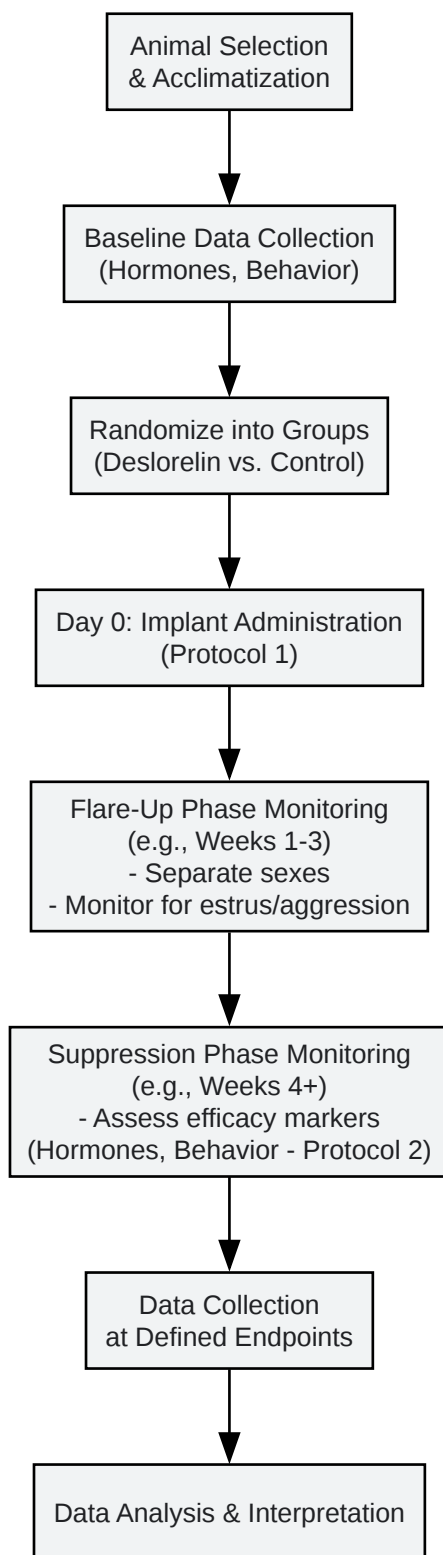 Animal Selection
& Acclimatization
Baseline Data Collection
(Hormones, Behavior)
Randomize into Groups
(Deslorelin vs. Control)
Day 0: Implant Administration
(Protocol 1)
Flare-Up Phase Monitoring
(e.g., Weeks 1-3)
- Separate sexes
- Monitor for estrus/aggression
Suppression Phase Monitoring
(e.g., Weeks 4+)
- Assess efficacy markers
(Hormones, Behavior - Protocol 2)
Data Collection
at Defined Endpoints
Data Analysis & Interpretation